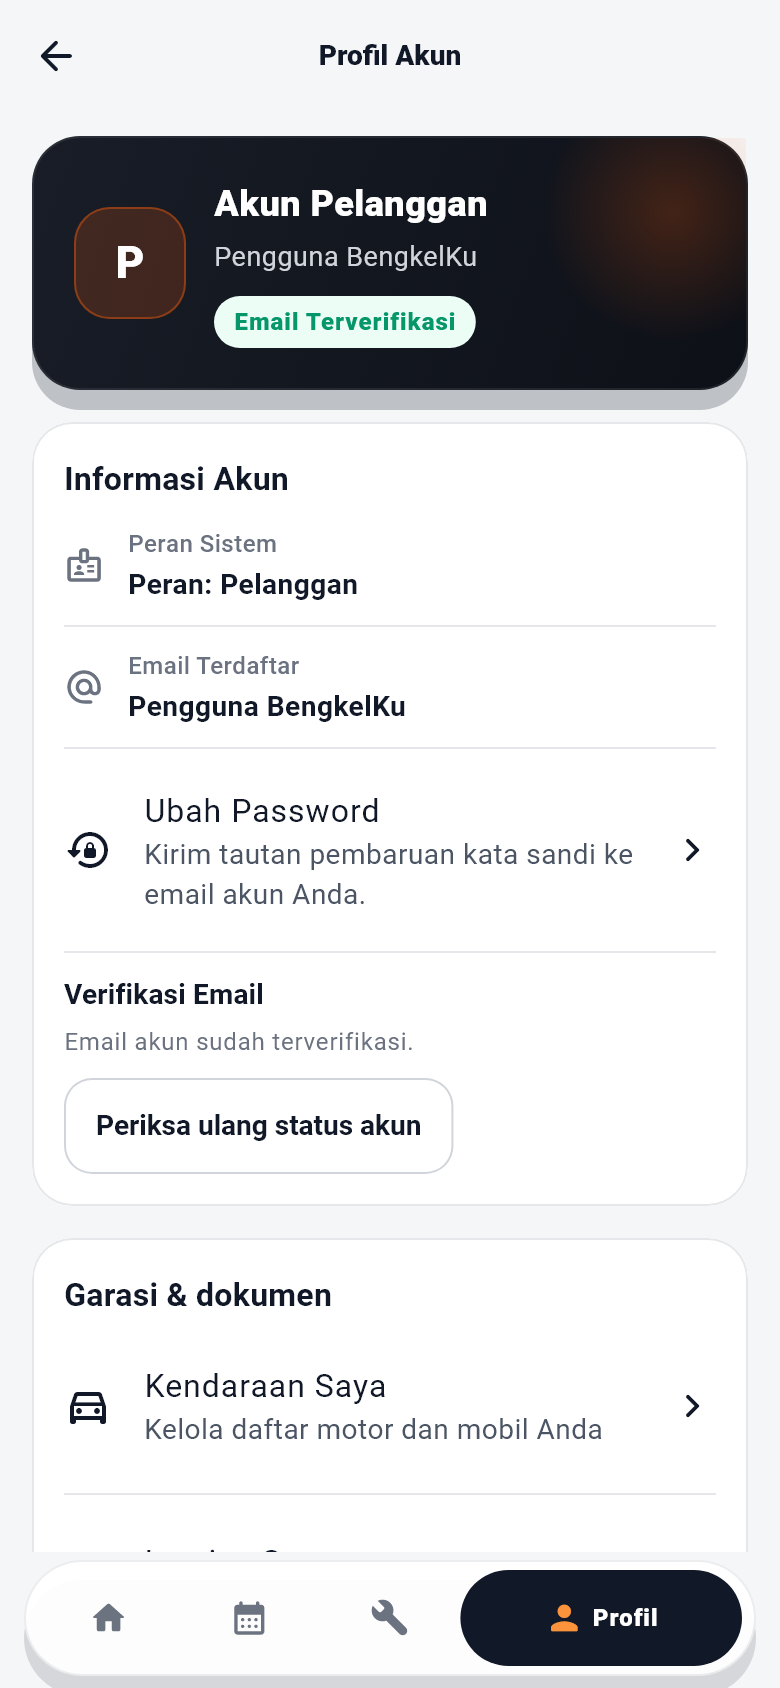 Profil Akun
P
Akun Pelanggan
Pengguna BengkelKu
Email Terverifikasi
Informasi Akun
Peran Sistem
Peran: Pelanggan
Email Terdaftar
Pengguna BengkelKu
Ubah Password
Kirim tautan pembaruan kata sandi ke
email akun Anda.
Verifikasi Email
Email akun sudah terverifikasi.
Periksa ulang status akun
Garasi & dokumen
Kendaraan Saya
Kelola daftar motor dan mobil Anda
Profil